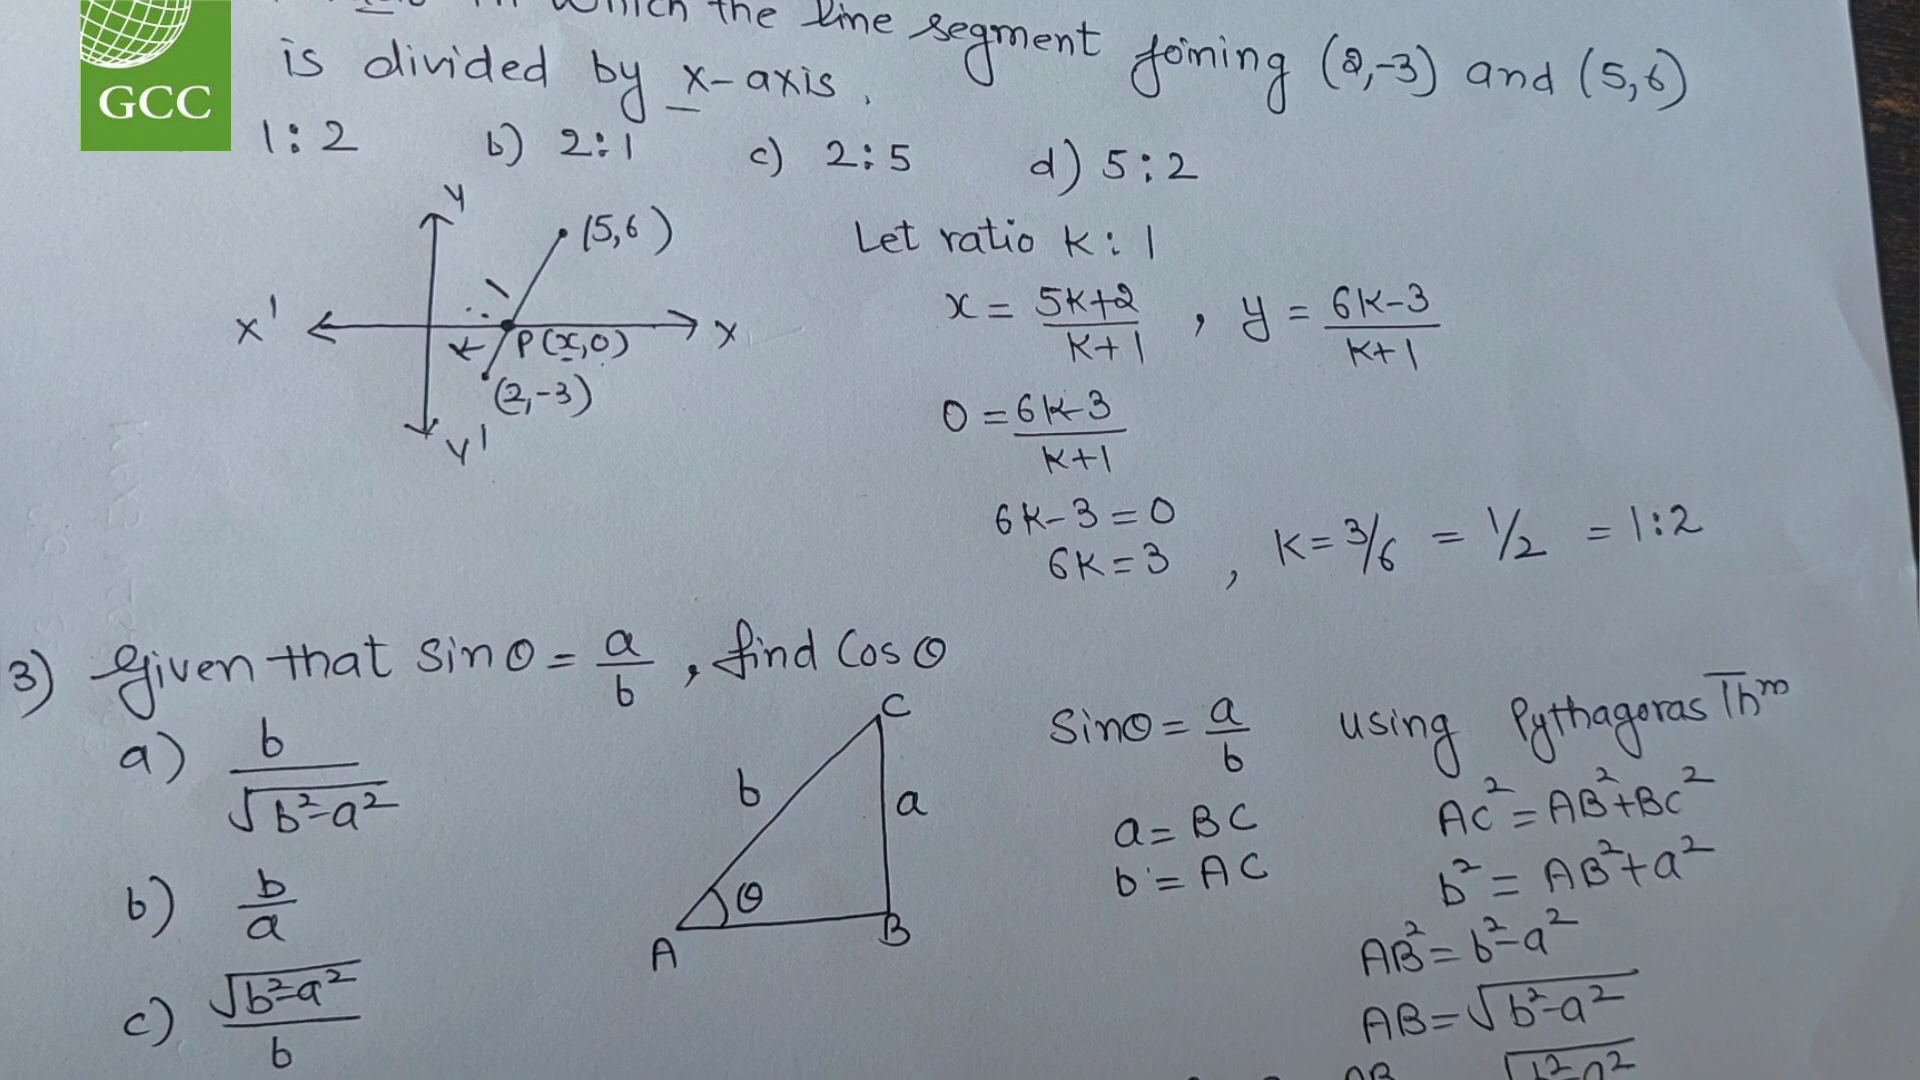 in which the line segment joining (2,-3) and (5,6)
is divided by x-axis,
GCC
1:2 b) 2:1 c) 2:5 d) 5:2
Y
(5,6)
X' X
P(x,0)
(2,-3)
Y'
Let ratio K:1
x = 5K+2/K+1 , y = 6K-3/K+1
0 = 6K-3/K+1
6K-3=0
6K=3 , K=3/6 = 1/2 = 1:2
3) Given that sin θ = a/b , find Cos θ
a) b/√b²-a²
b) b/a
c) √b²-a²/b
C
b
a
θ
A
B
Sinθ = a/b
a=BC
b=AC
using Pythagoras Thm
AC²=AB²+BC²
b²=AB²+a²
AB²=b²-a²
AB=√b²-a²